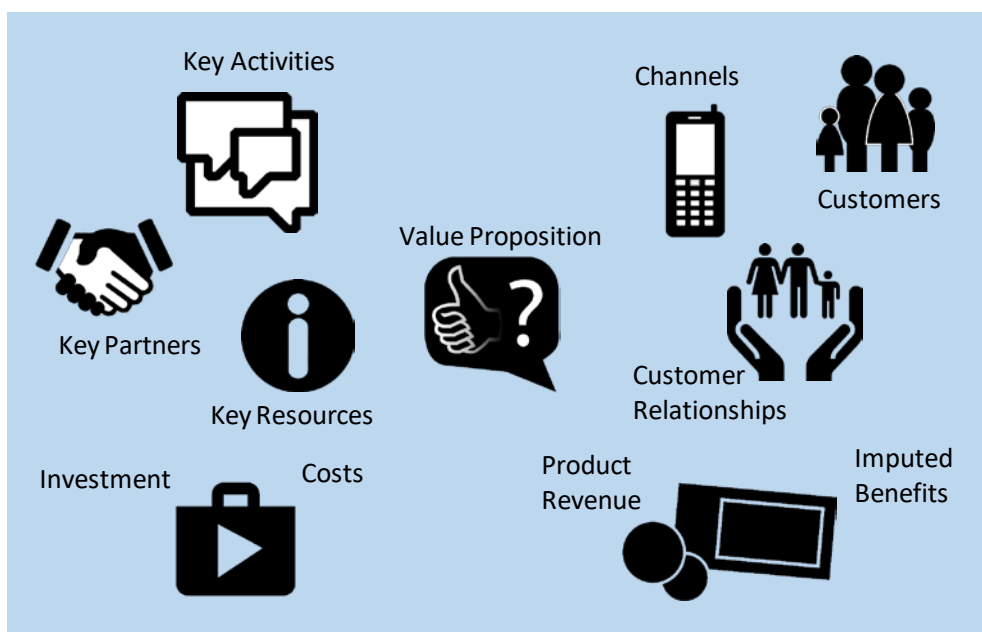 Key Activities
Channels
Customers
Value Proposition
Key Partners
Key Resources
Customer
Relationships
Investment
Costs
Product
Revenue
Imputed
Benefits